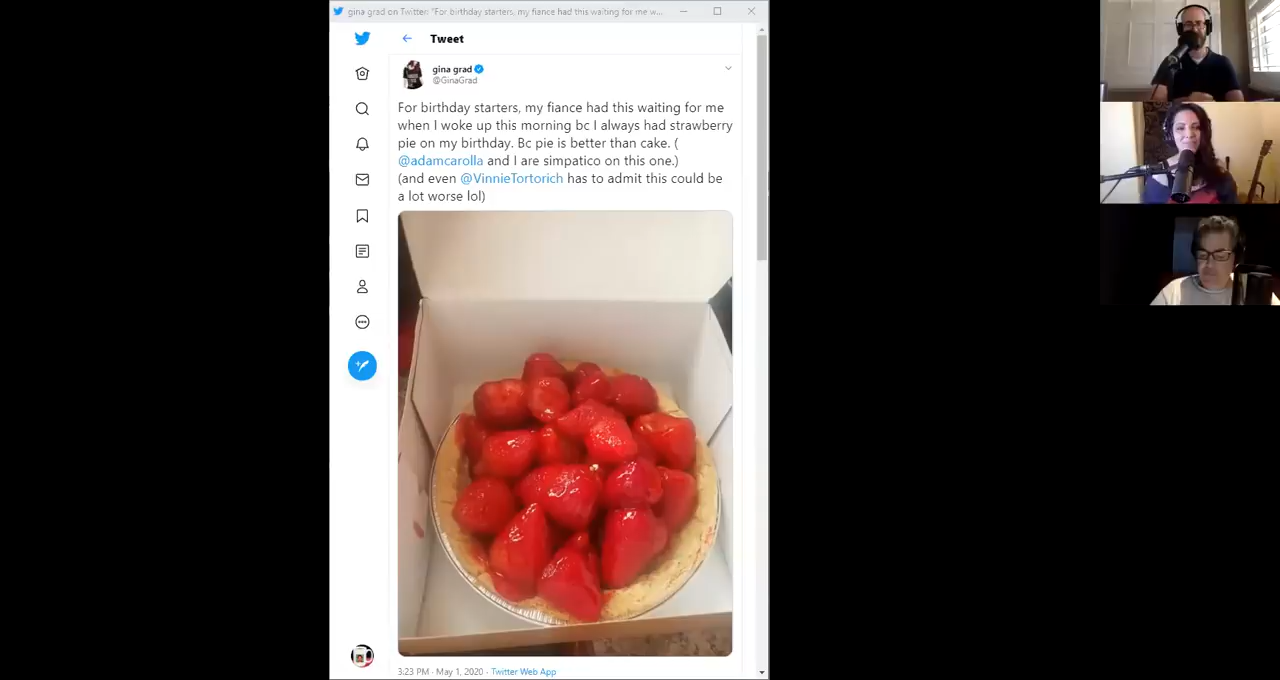 gina grad on Twitter: "For birthday starters, my fiance had this waiting for me w...
Tweet
gina grad
@GinaGrad
For birthday starters, my fiance had this waiting for me
when I woke up this morning bc I always had strawberry
pie on my birthday. Bc pie is better than cake. (
@adamcarolla and I are simpatico on this one.)
(and even @VinnieTortorich has to admit this could be
a lot worse lol)
3:23 PM · May 1, 2020 · Twitter Web App